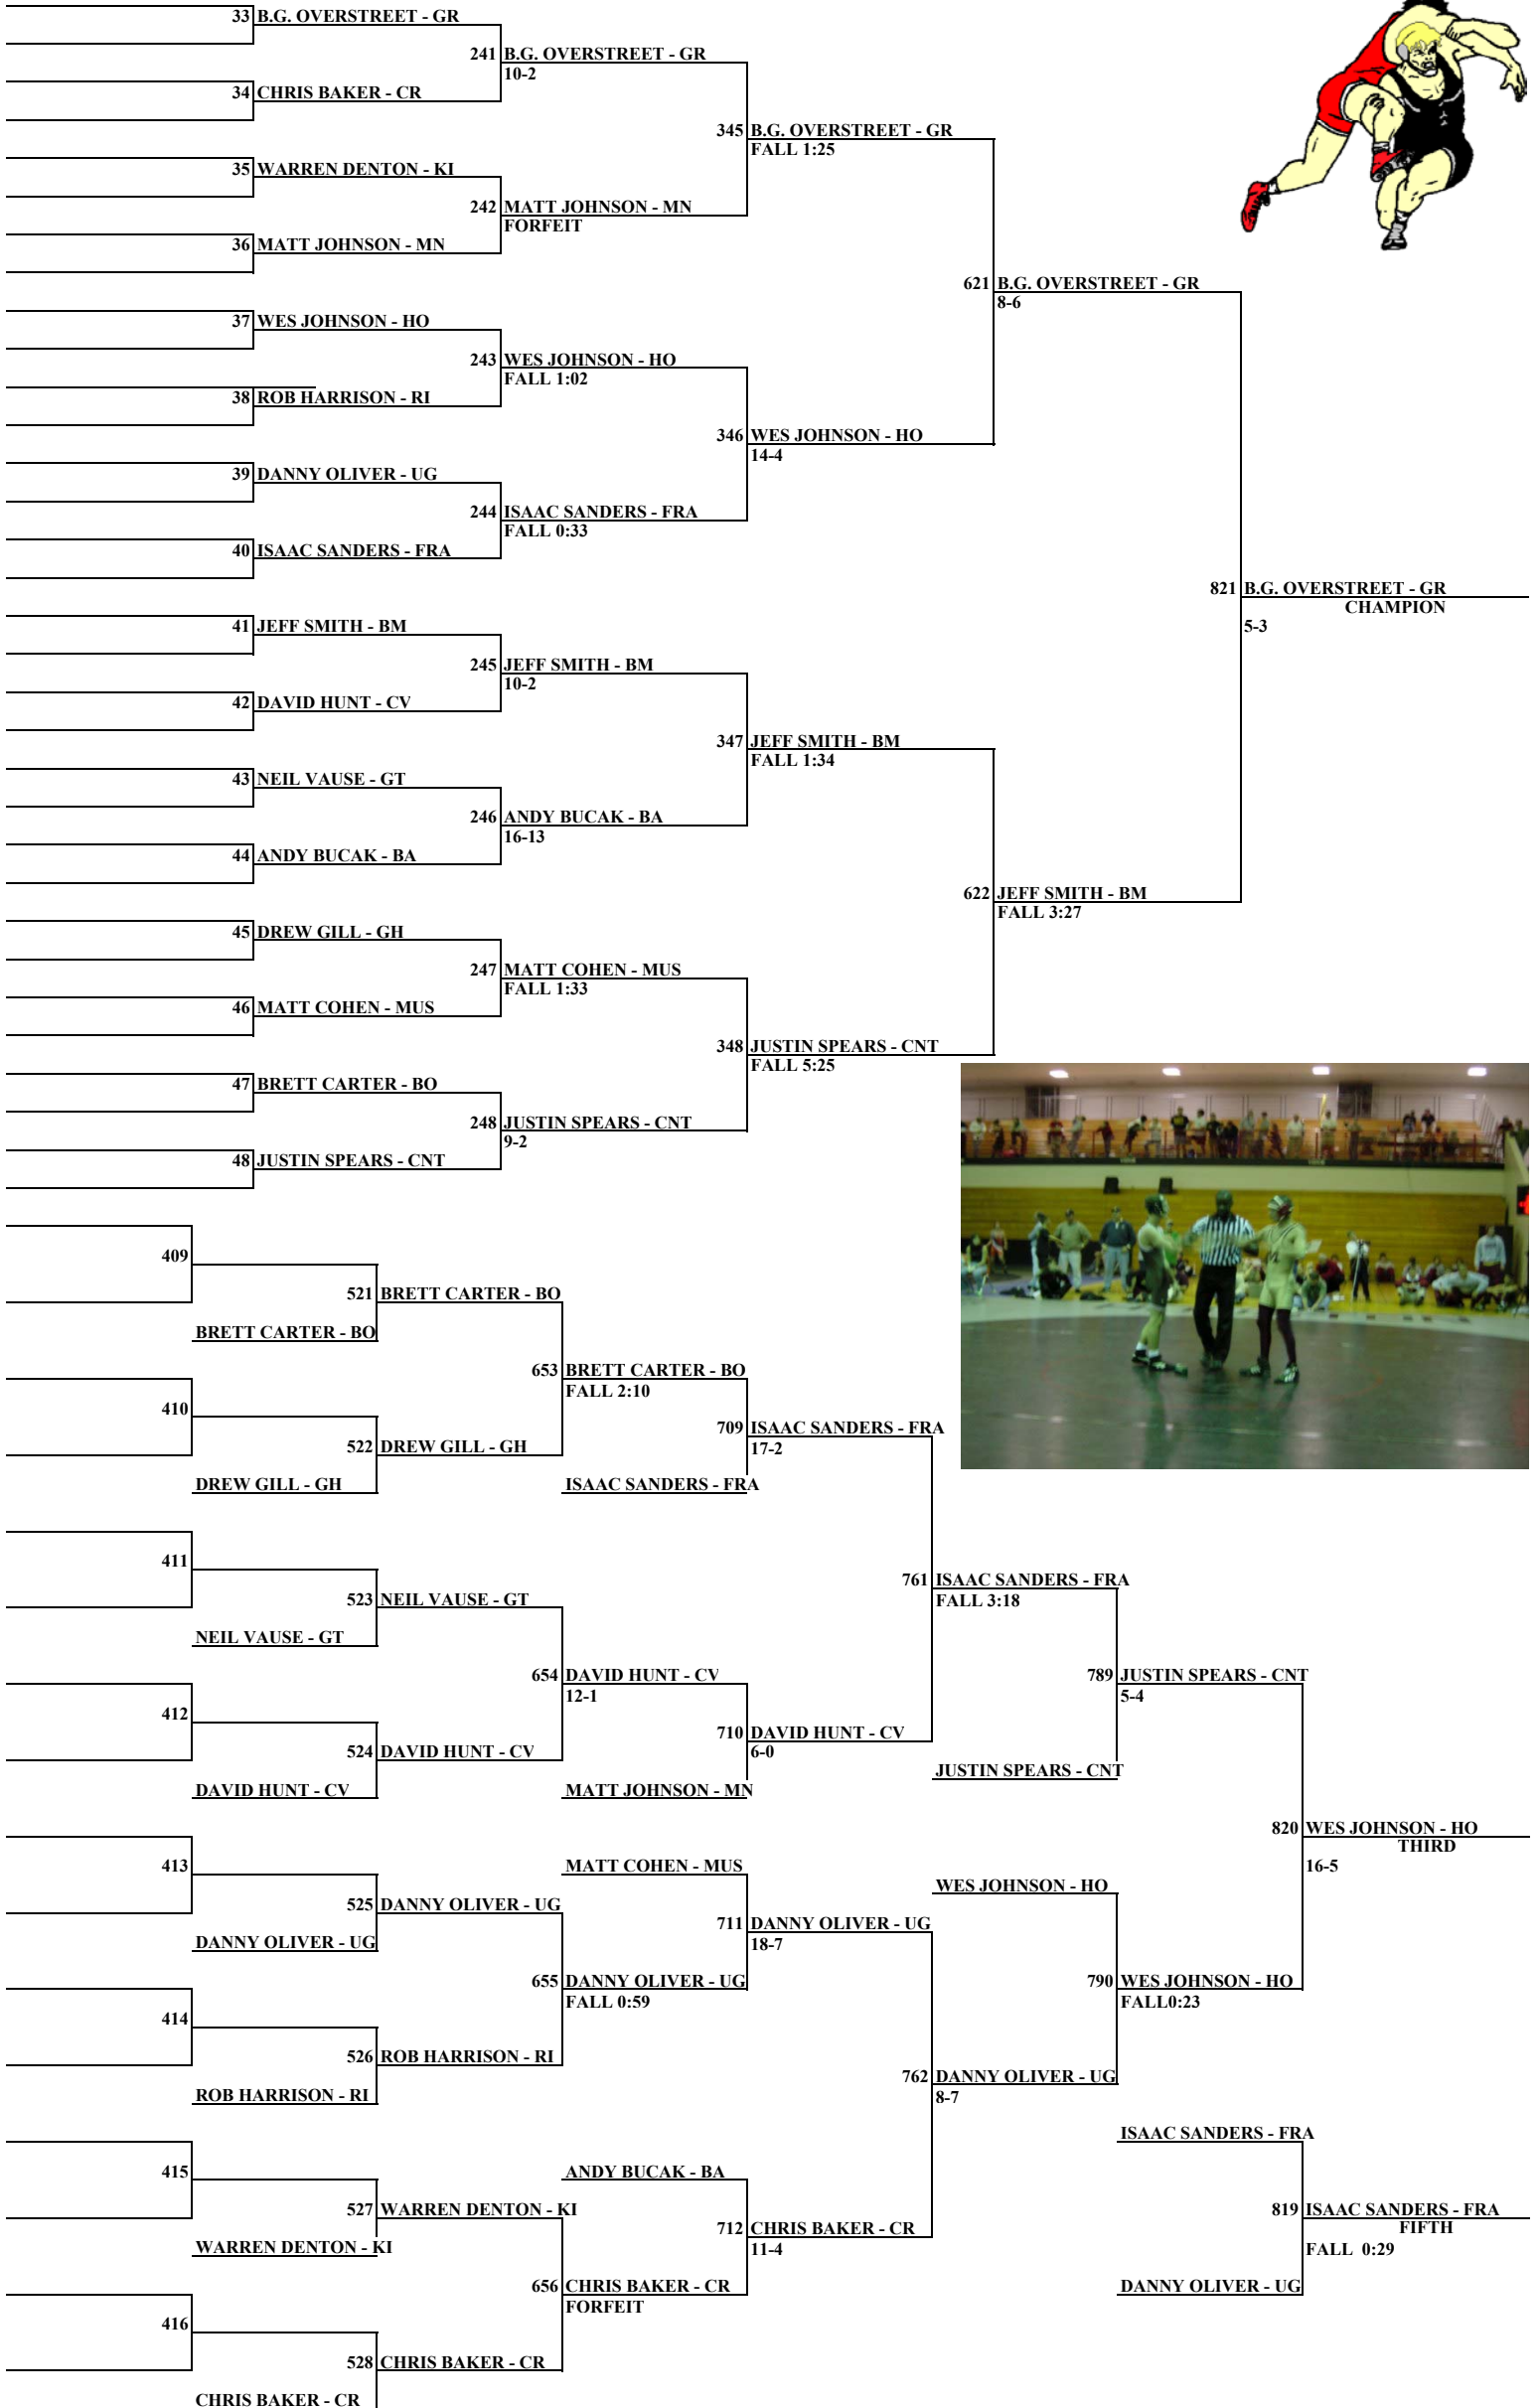 33 B.G. OVERSTREET - GR
241 B.G. OVERSTREET - GR
10-2
34 CHRIS BAKER - CR
345 B.G. OVERSTREET - GR
FALL 1:25
35 WARREN DENTON - KI
242 MATT JOHNSON - MN
FORFEIT
36 MATT JOHNSON - MN
621 B.G. OVERSTREET - GR
8-6
37 WES JOHNSON - HO
243 WES JOHNSON - HO
FALL 1:02
38 ROB HARRISON - RI
346 WES JOHNSON - HO
14-4
39 DANNY OLIVER - UG
244 ISAAC SANDERS - FRA
FALL 0:33
40 ISAAC SANDERS - FRA
821 B.G. OVERSTREET - GR
CHAMPION
5-3
41 JEFF SMITH - BM
245 JEFF SMITH - BM
10-2
42 DAVID HUNT - CV
347 JEFF SMITH - BM
FALL 1:34
43 NEIL VAUSE - GT
246 ANDY BUCAK - BA
16-13
44 ANDY BUCAK - BA
622 JEFF SMITH - BM
FALL 3:27
45 DREW GILL - GH
247 MATT COHEN - MUS
FALL 1:33
46 MATT COHEN - MUS
348 JUSTIN SPEARS - CNT
FALL 5:25
47 BRETT CARTER - BO
248 JUSTIN SPEARS - CNT
9-2
48 JUSTIN SPEARS - CNT
409
521 BRETT CARTER - BO
BRETT CARTER - BO
653 BRETT CARTER - BO
FALL 2:10
410
709 ISAAC SANDERS - FRA
17-2
522 DREW GILL - GH
DREW GILL - GH
ISAAC SANDERS - FRA
411
761 ISAAC SANDERS - FRA
FALL 3:18
523 NEIL VAUSE - GT
NEIL VAUSE - GT
654 DAVID HUNT - CV
12-1
789 JUSTIN SPEARS - CNT
5-4
412
710 DAVID HUNT - CV
6-0
524 DAVID HUNT - CV
JUSTIN SPEARS - CNT
DAVID HUNT - CV
MATT JOHNSON - MN
820 WES JOHNSON - HO
THIRD
16-5
413
MATT COHEN - MUS
WES JOHNSON - HO
525 DANNY OLIVER - UG
711 DANNY OLIVER - UG
18-7
DANNY OLIVER - UG
655 DANNY OLIVER - UG
FALL 0:59
790 WES JOHNSON - HO
FALL0:23
414
526 ROB HARRISON - RI
762 DANNY OLIVER - UG
8-7
ROB HARRISON - RI
ISAAC SANDERS - FRA
415
ANDY BUCAK - BA
527 WARREN DENTON - KI
819 ISAAC SANDERS - FRA
FIFTH
FALL 0:29
712 CHRIS BAKER - CR
11-4
WARREN DENTON - KI
656 CHRIS BAKER - CR
FORFEIT
DANNY OLIVER - UG
416
528 CHRIS BAKER - CR
CHRIS BAKER - CR